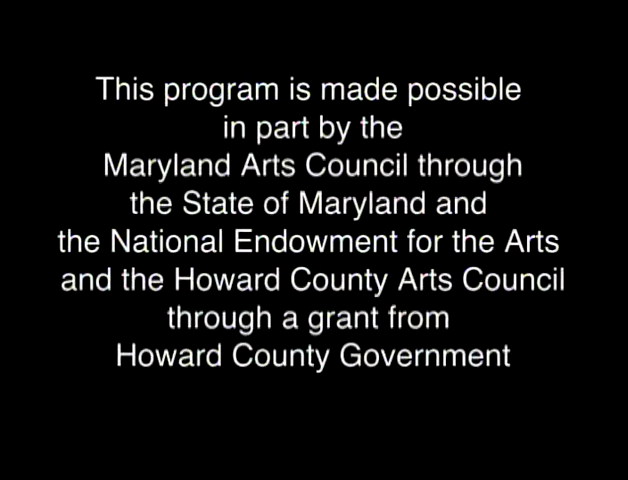 This program is made possible
in part by the
Maryland Arts Council through
the State of Maryland and
the National Endowment for the Arts
and the Howard County Arts Council
through a grant from
Howard County Government